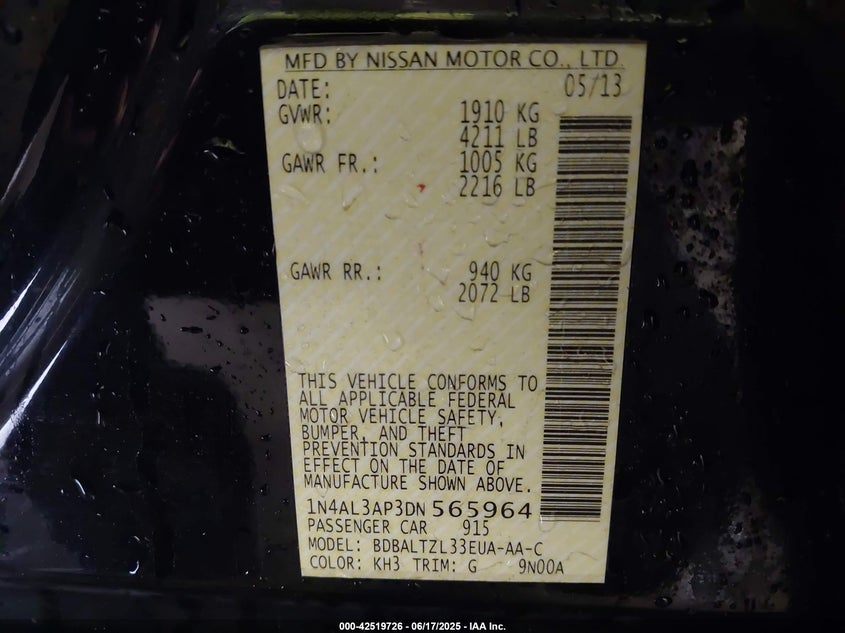 MFD BY NISSAN MOTOR CO., LTD.
DATE: 05/13
GVWR: 1910 KG
4211 LB
GAWR FR.: 1005 KG
2216 LB
GAWR RR.: 940 KG
2072 LB
THIS VEHICLE CONFORMS TO
ALL APPLICABLE FEDERAL
MOTOR VEHICLE SAFETY,
BUMPER, AND THEFT
PREVENTION STANDARDS IN
EFFECT ON THE DATE OF
MANUFACTURE SHOWN ABOVE.
1N4AL3AP3DN 565964
PASSENGER CAR 915
MODEL: BDBALTZL33EUA-AA-C
COLOR: KH3 TRIM: G 9N00A
000-42519726 - 06/17/2025 - IAA Inc.